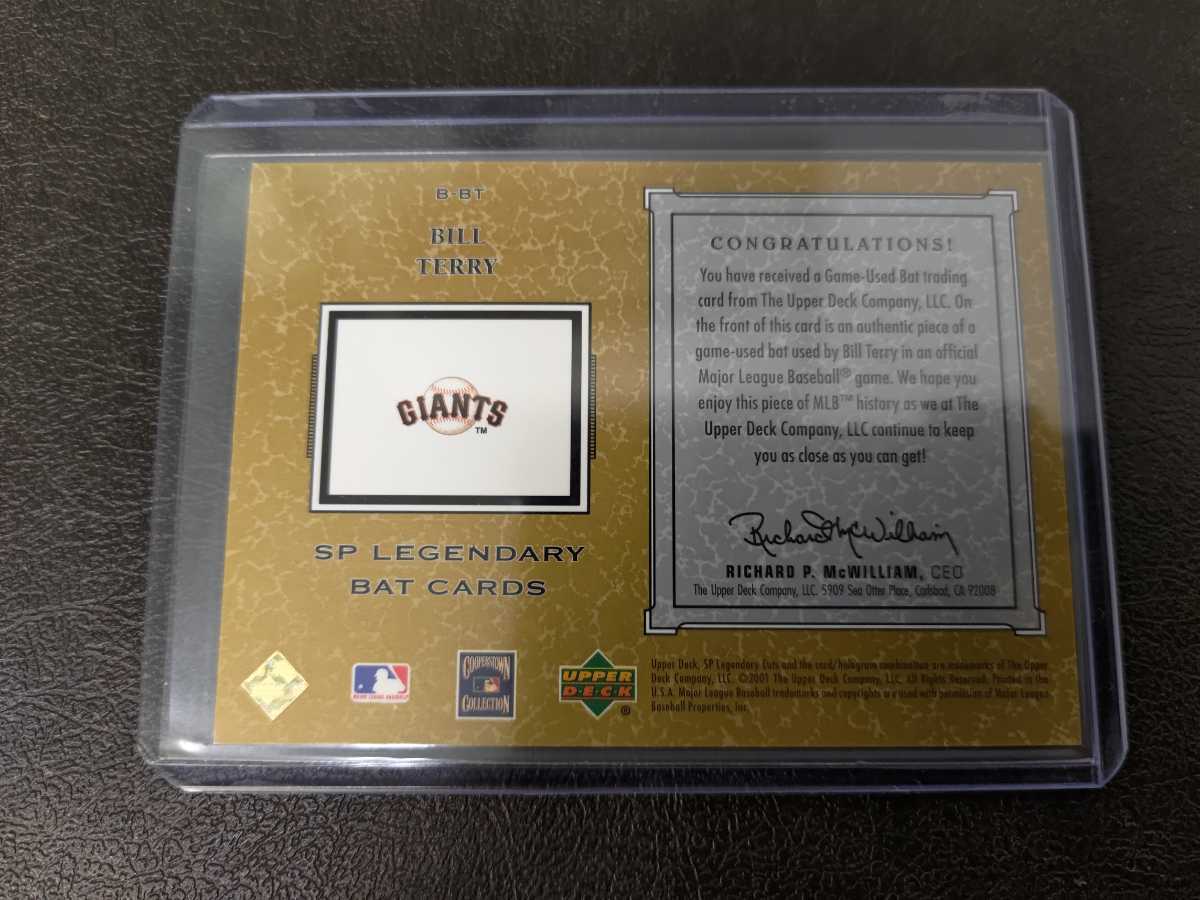 B-BT
BILL
TERRY
GIANTS
TM
SP LEGENDARY
BAT CARDS
CONGRATULATIONS!
You have received a Game-Used Bat trading
card from The Upper Deck Company, LLC. On
the front of this card is an authentic piece of a
game-used bat used by Bill Terry in an official
Major League Baseball® game. We hope you
enjoy this piece of MLB™ history as we at The
Upper Deck Company, LLC continue to keep
you as close as you can get!
Richard McWilliam
RICHARD P. McWILLIAM, CEO
The Upper Deck Company, LLC. 5909 Sea Otter Place, Carlsbad, CA 92008
MAJOR LEAGUE BASEBALL
COOPERSTOWN
COLLECTION
UPPER
DECK
®
Upper Deck, SP Legendary Cuts and the card/hologram combination are trademarks of The Upper
Deck Company, LLC. ©2001 The Upper Deck Company, LLC. All Rights Reserved. Printed in the
U.S.A. Major League Baseball trademarks and copyrights are used with permission of Major League
Baseball Properties, Inc.